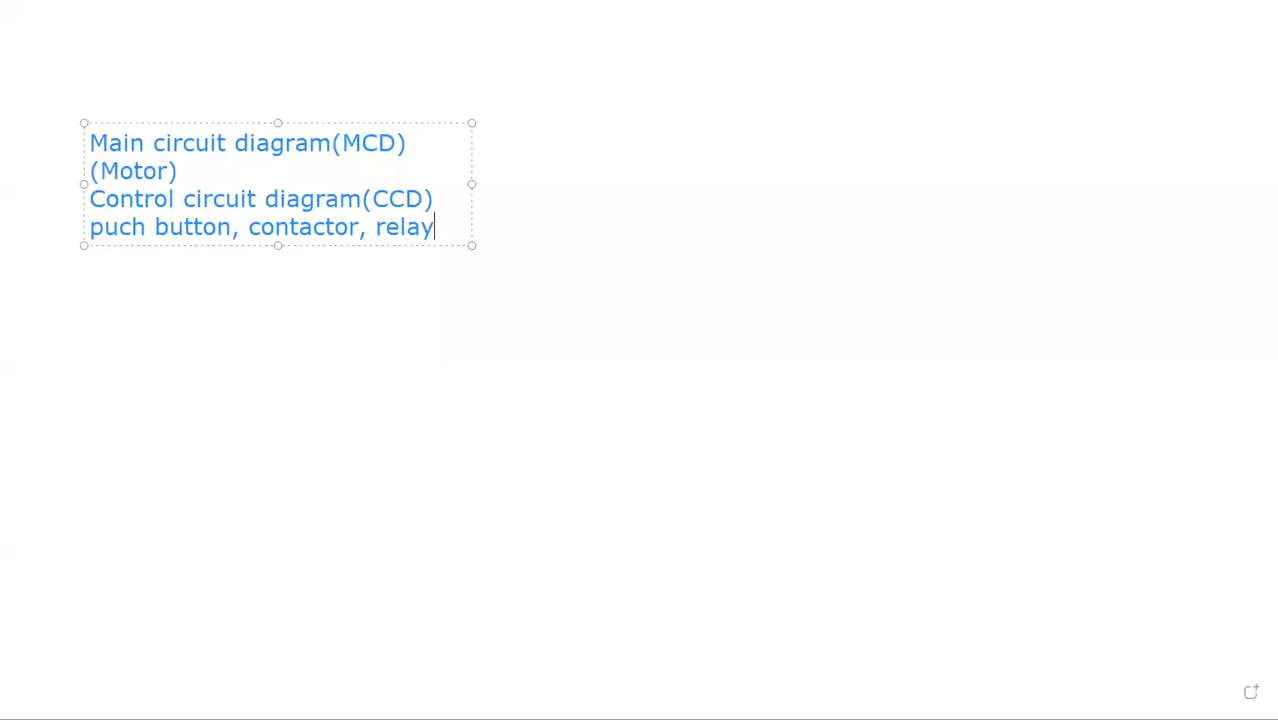 Main circuit diagram(MCD)
(Motor)
Control circuit diagram(CCD)
puch button, contactor, relay